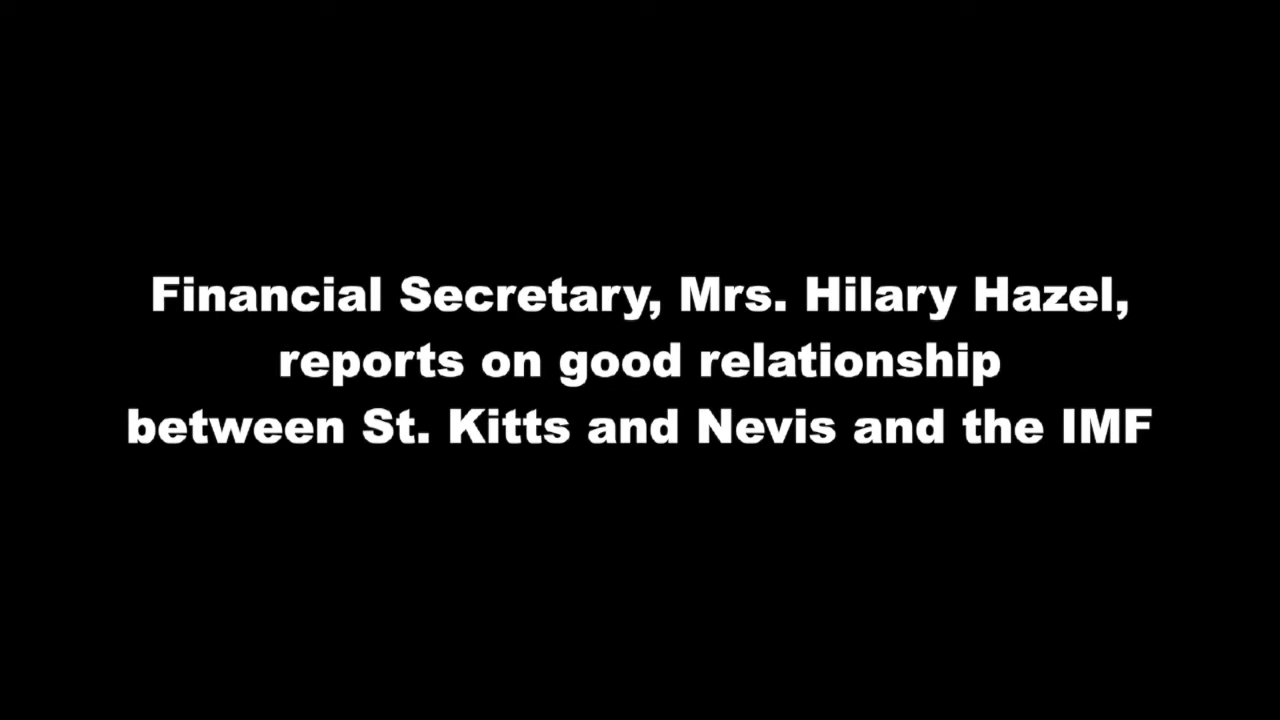 Financial Secretary, Mrs. Hilary Hazel,
reports on good relationship
between St. Kitts and Nevis and the IMF